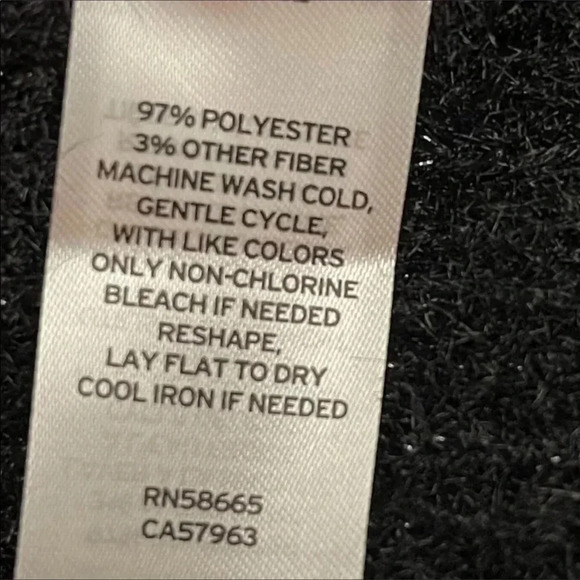 97% POLYESTER
3% OTHER FIBER
MACHINE WASH COLD,
GENTLE CYCLE,
WITH LIKE COLORS
ONLY NON-CHLORINE
BLEACH IF NEEDED
RESHAPE,
LAY FLAT TO DRY
COOL IRON IF NEEDED
RN58665
CA57963